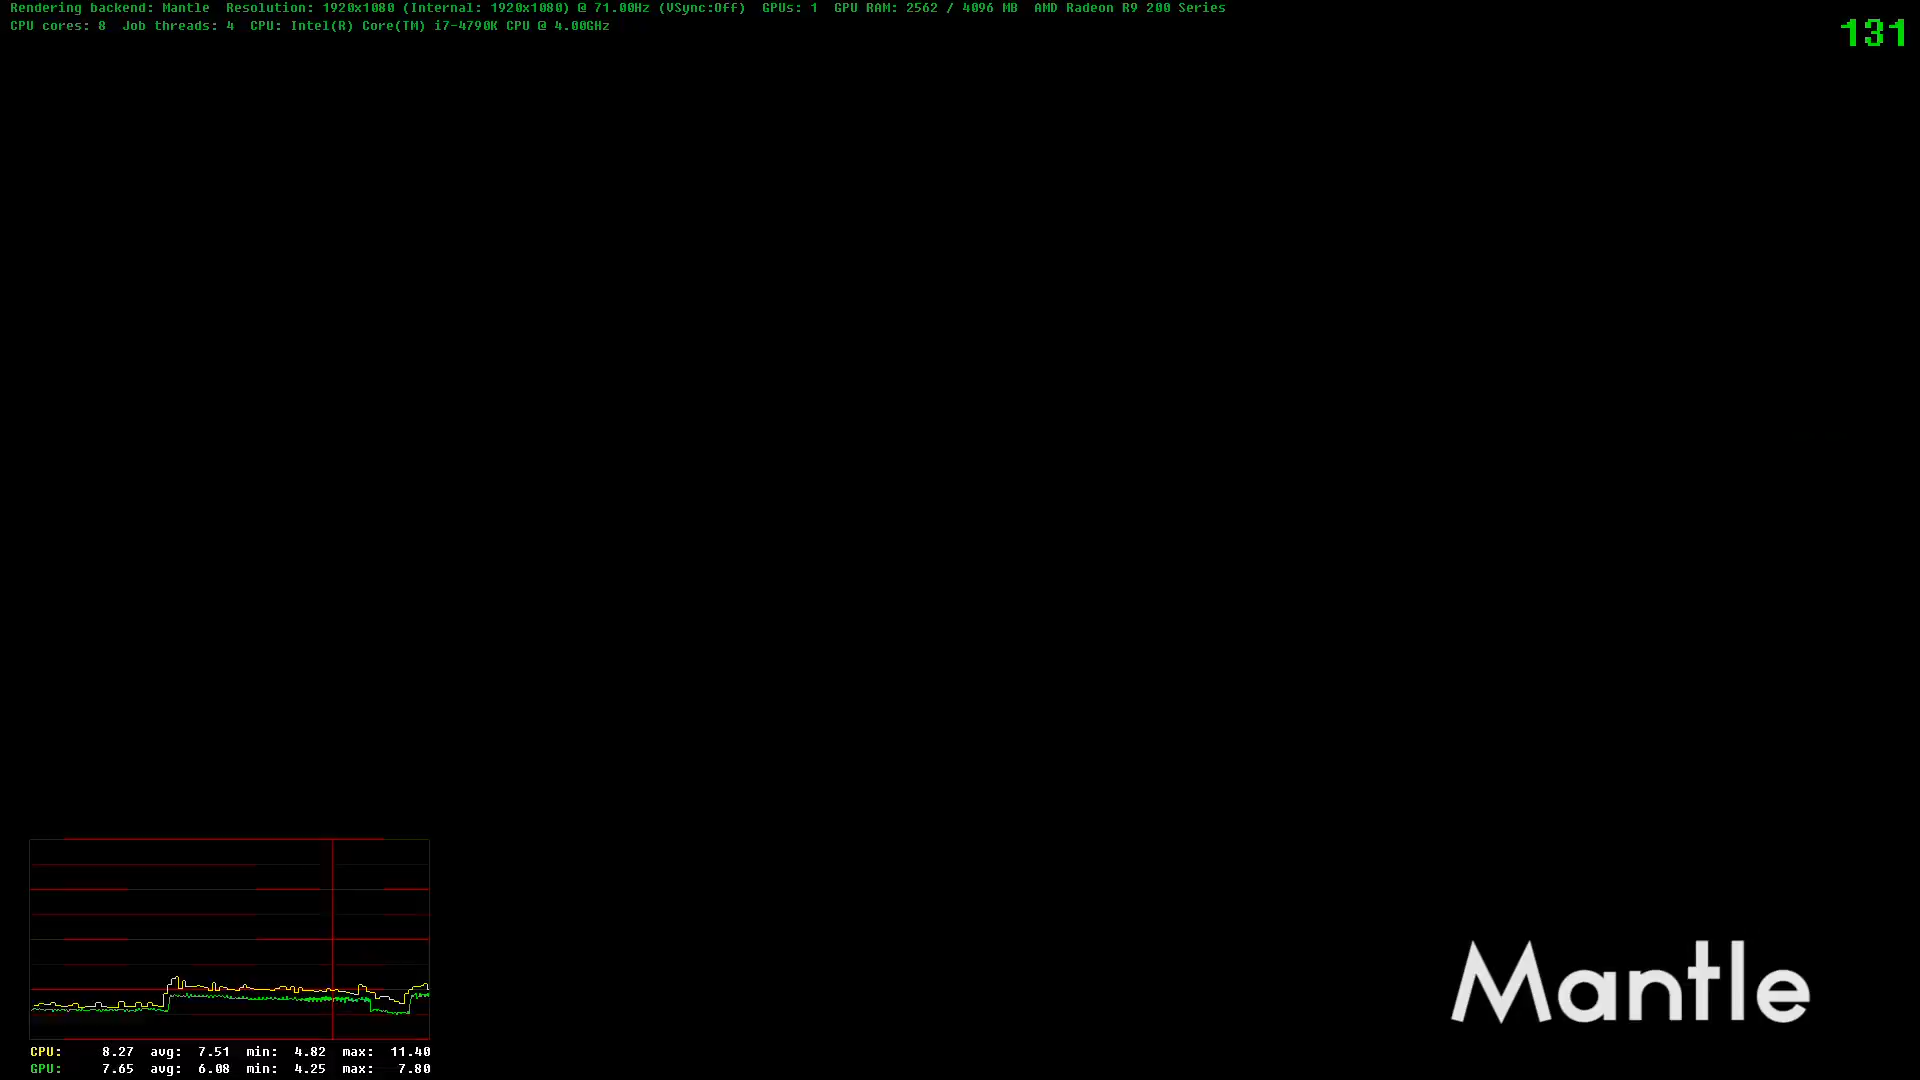 Rendering backend: Mantle  Resolution: 1920x1080 (Internal: 1920x1080) @ 71.00Hz (VSync:Off)  GPUs: 1  GPU RAM: 2562 / 4096 MB  AMD Radeon R9 200 Series
CPU cores: 8  Job threads: 4  CPU: Intel(R) Core(TM) i7-4790K CPU @ 4.00GHz
131
Mantle
CPU: 8.27 avg: 7.51 min: 4.82 max: 11.40
GPU: 7.65 avg: 6.08 min: 4.25 max: 7.80